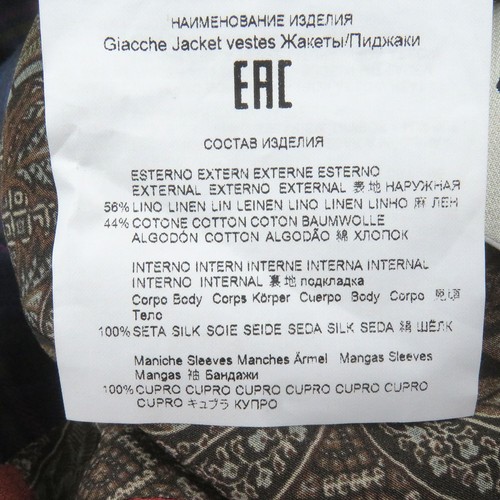 НАИМЕНОВАНИЕ ИЗДЕЛИЯ
Giacche Jacket vestes Жакеты/Пиджаки
EAC
СОСТАВ ИЗДЕЛИЯ
ESTERNO EXTERN EXTERNE ESTERNO
EXTERNAL EXTERNO EXTERNAL 表地 НАРУЖНАЯ
56% LINO LINEN LIN LEINEN LINO LINEN LINHO 麻 ЛЕН
44% COTONE COTTON COTON BAUMWOLLE
ALGODÓN COTTON ALGODÃO 綿 ХЛОПОК
INTERNO INTERN INTERNE INTERNA INTERNAL
INTERNO INTERNAL 裏地 подкладка
Corpo Body Corps Körper Cuerpo Body Corpo
Тело
100% SETA SILK SOIE SEIDE SEDA SILK SEDA 絹 ШЁЛК
Maniche Sleeves Manches Ärmel Mangas Sleeves
Mangas 袖 Бандажи
100% CUPRO CUPRO CUPRO CUPRO CUPRO CUPRO
CUPRO キュプラ КУПРО